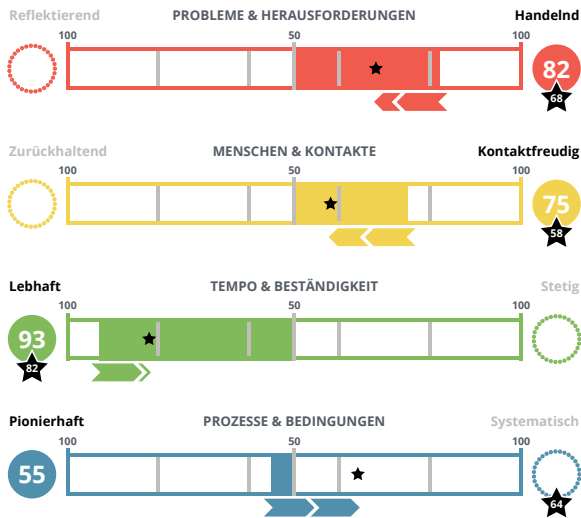 Reflektierend PROBLEME & HERAUSFORDERUNGEN Handelnd
100 50 100
82
68
Zurückhaltend MENSCHEN & KONTAKTE Kontaktfreudig
100 50 100
75
58
Lebhaft TEMPO & BESTÄNDIGKEIT Stetig
100 50 100
93
82
Pionierhaft PROZESSE & BEDINGUNGEN Systematisch
100 50 100
55
64